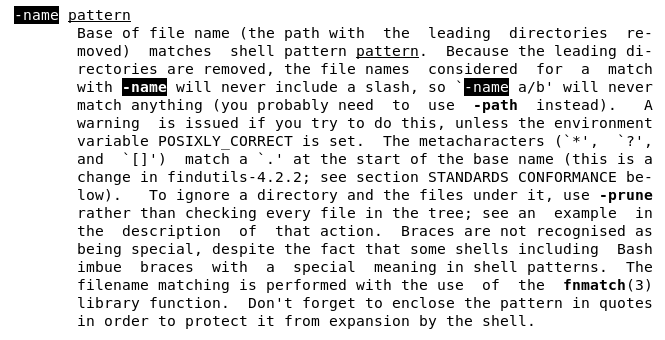 -name pattern
Base of file name (the path with the leading directories re-
moved) matches shell pattern pattern. Because the leading di-
rectories are removed, the file names considered for a match
with -name will never include a slash, so `-name a/b' will never
match anything (you probably need to use -path instead). A
warning is issued if you try to do this, unless the environment
variable POSIXLY_CORRECT is set. The metacharacters (`*', `?',
and `[]') match a `.' at the start of the base name (this is a
change in findutils-4.2.2; see section STANDARDS CONFORMANCE be-
low). To ignore a directory and the files under it, use -prune
rather than checking every file in the tree; see an example in
the description of that action. Braces are not recognised as
being special, despite the fact that some shells including Bash
imbue braces with a special meaning in shell patterns. The
filename matching is performed with the use of the fnmatch(3)
library function. Don't forget to enclose the pattern in quotes
in order to protect it from expansion by the shell.